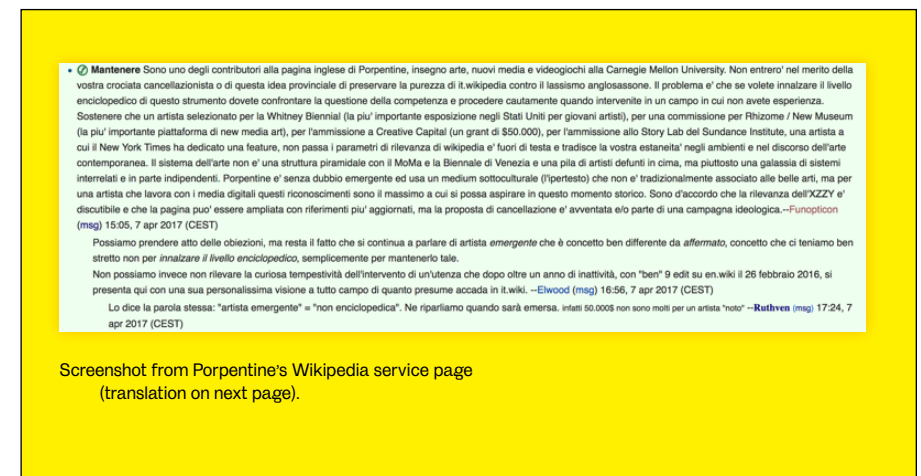 • Mantenere Sono uno degli contributori alla pagina inglese di Porpentine, insegno arte, nuovi media e videogiochi alla Carnegie Mellon University. Non entrero' nel merito della
vostra crociata cancellazionista o di questa idea provinciale di preservare la purezza di it.wikipedia contro il lassismo anglosassone. Il problema e' che se volete innalzare il livello
enciclopedico di questo strumento dovete confrontare la questione della competenza e procedere cautamente quando intervenite in un campo in cui non avete esperienza.
Sostenere che un artista selezionato per la Whitney Biennial (la piu' importante esposizione negli Stati Uniti per giovani artisti), per una commissione per Rhizome / New Museum
(la piu' importante piattaforma di new media art), per l'ammissione a Creative Capital (un grant di $50.000), per l'ammissione allo Story Lab del Sundance Institute, una artista a
cui il New York Times ha dedicato una feature, non passa i parametri di rilevanza di wikipedia e' fuori di testa e tradisce la vostra estraneita' negli ambienti e nel discorso dell'arte
contemporanea. Il sistema dell'arte non e' una struttura piramidale con il MoMa e la Biennale di Venezia e una pila di artisti defunti in cima, ma piuttosto una galassia di sistemi
interrelati e in parte indipendenti. Porpentine e' senza dubbio emergente ed usa un medium sottoculturale (l'ipertesto) che non e' tradizionalmente associato alle belle arti, ma per
una artista che lavora con i media digitali questi riconoscimenti sono il massimo a cui si possa aspirare in questo momento storico. Sono d'accordo che la rilevanza dell'XZZY e'
discutibile e che la pagina puo' essere ampliata con riferimenti piu' aggiornati, ma la proposta di cancellazione e' avventata e/o parte di una campagna ideologica.--Funopticon
(msg) 15:05, 7 apr 2017 (CEST)
Possiamo prendere atto delle obiezioni, ma resta il fatto che si continua a parlare di artista emergente che è concetto ben differente da affermato, concetto che ci teniamo ben
stretto non per innalzare il livello enciclopedico, semplicemente per mantenerlo tale.
Non possiamo invece non rilevare la curiosa tempestività dell'intervento di un'utenza che dopo oltre un anno di inattività, con "ben" 9 edit su en.wiki il 26 febbraio 2016, si
presenta qui con una sua personalissima visione a tutto campo di quanto presume accada in it.wiki. --Elwood (msg) 16:56, 7 apr 2017 (CEST)
Lo dice la parola stessa: "artista emergente" = "non enciclopedica". Ne riparliamo quando sarà emersa. infatti 50.000$ non sono molti per un artista "noto" --Ruthven (msg) 17:24, 7
apr 2017 (CEST)
Screenshot from Porpentine's Wikipedia service page
(translation on next page).